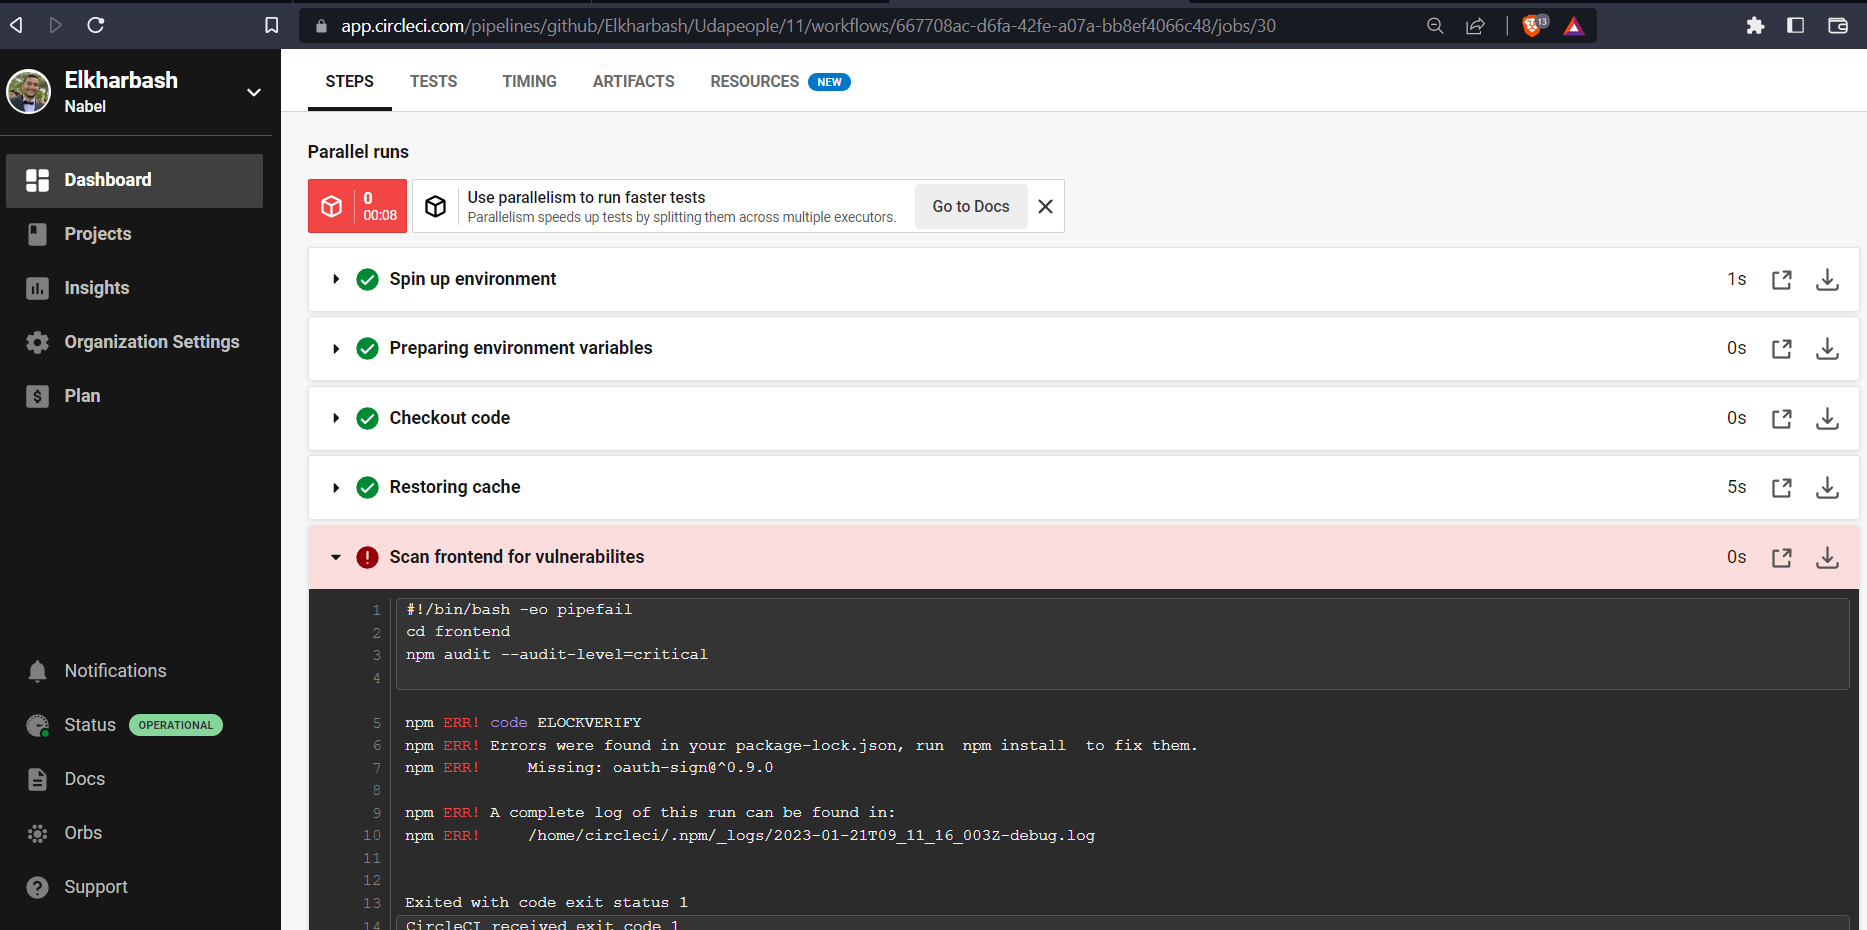 app.circleci.com/pipelines/github/Elkharbash/Udapeople/11/workflows/667708ac-d6fa-42fe-a07a-bb8ef4066c48/jobs/30
13
Elkharbash
Nabel
Dashboard
Projects
Insights
Organization Settings
Plan
Notifications
Status OPERATIONAL
Docs
Orbs
Support
STEPS TESTS TIMING ARTIFACTS RESOURCES NEW
Parallel runs
0
00:08
Use parallelism to run faster tests
Parallelism speeds up tests by splitting them across multiple executors.
Go to Docs
Spin up environment 1s
Preparing environment variables 0s
Checkout code 0s
Restoring cache 5s
Scan frontend for vulnerabilites 0s
1 #!/bin/bash -eo pipefail
2 cd frontend
3 npm audit --audit-level=critical
4
5 npm ERR! code ELOCKVERIFY
6 npm ERR! Errors were found in your package-lock.json, run  npm install  to fix them.
7 npm ERR!     Missing: oauth-sign@^0.9.0
8
9 npm ERR! A complete log of this run can be found in:
10 npm ERR!     /home/circleci/.npm/_logs/2023-01-21T09_11_16_003Z-debug.log
11
12
13 Exited with code exit status 1
14 CircleCI received exit code 1